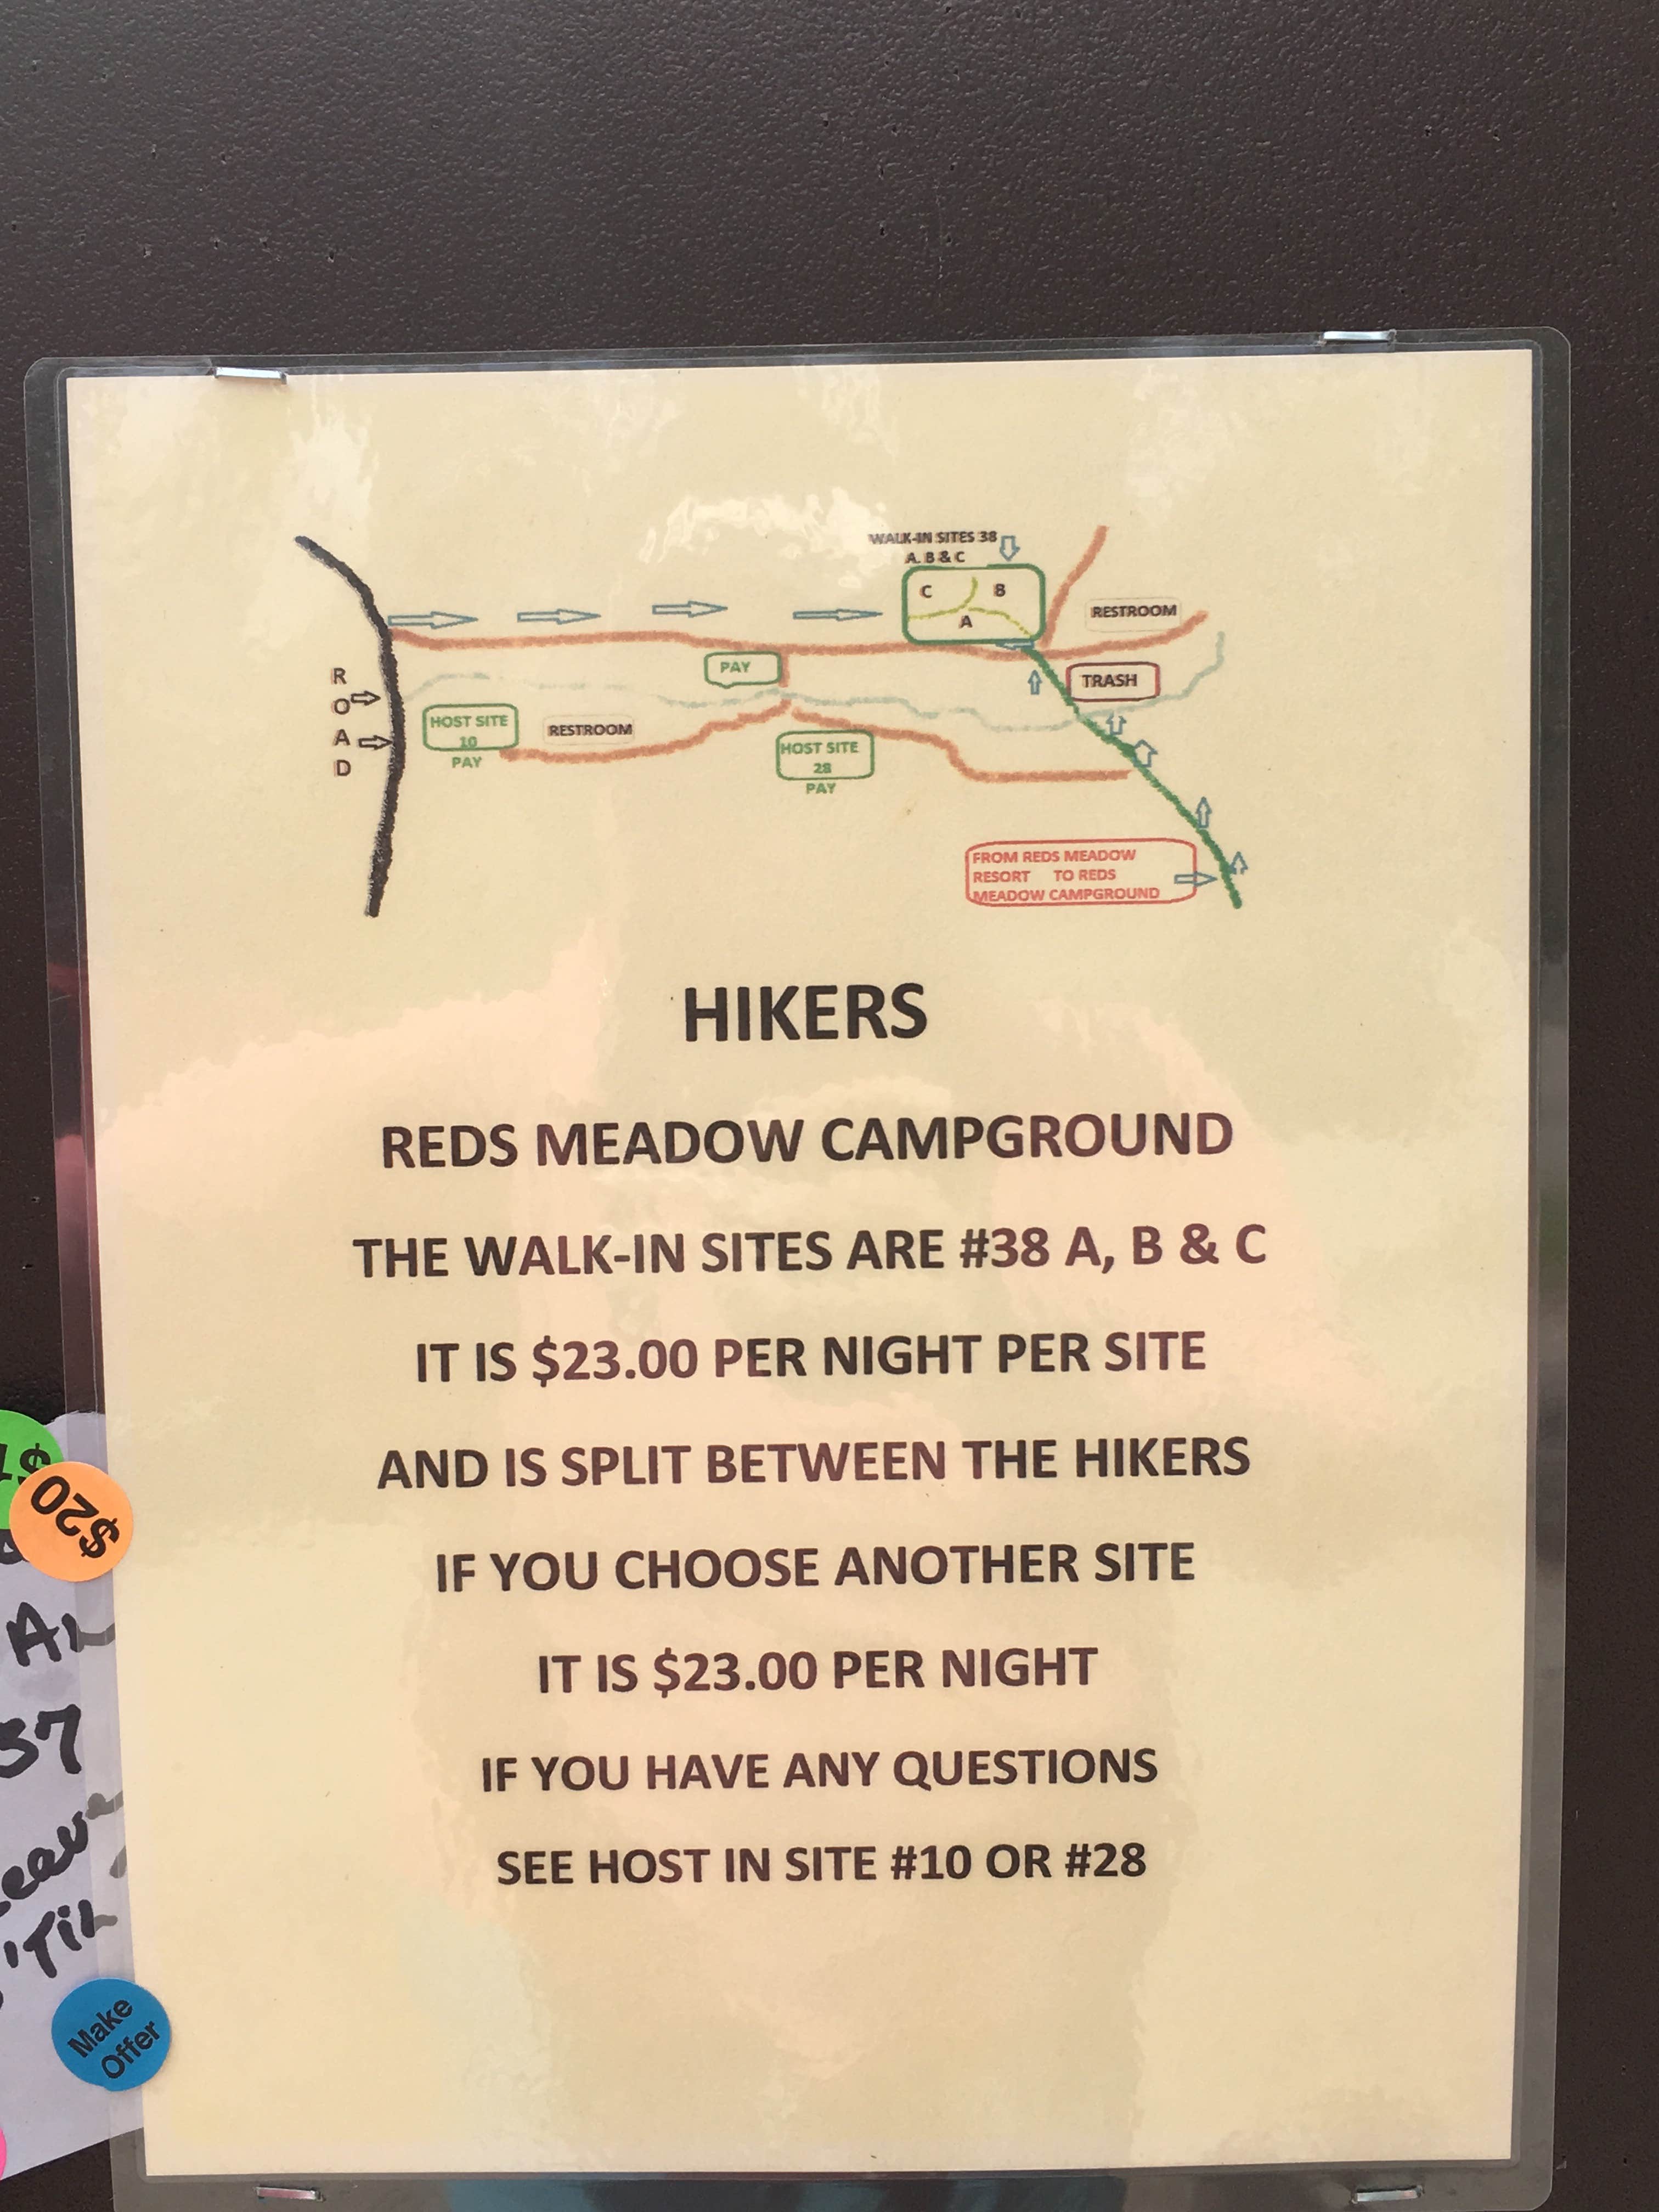 WALK-IN SITES 38
A. B & C
C
B
A
RESTROOM
PAY
TRASH
R
O
A
D
HOST SITE
10
PAY
RESTROOM
HOST SITE
28
PAY
FROM REDS MEADOW
RESORT TO REDS
MEADOW CAMPGROUND
HIKERS
REDS MEADOW CAMPGROUND
THE WALK-IN SITES ARE #38 A, B & C
IT IS $23.00 PER NIGHT PER SITE
AND IS SPLIT BETWEEN THE HIKERS
IF YOU CHOOSE ANOTHER SITE
IT IS $23.00 PER NIGHT
IF YOU HAVE ANY QUESTIONS
SEE HOST IN SITE #10 OR #28
$20
37
'Til
Make
Offer